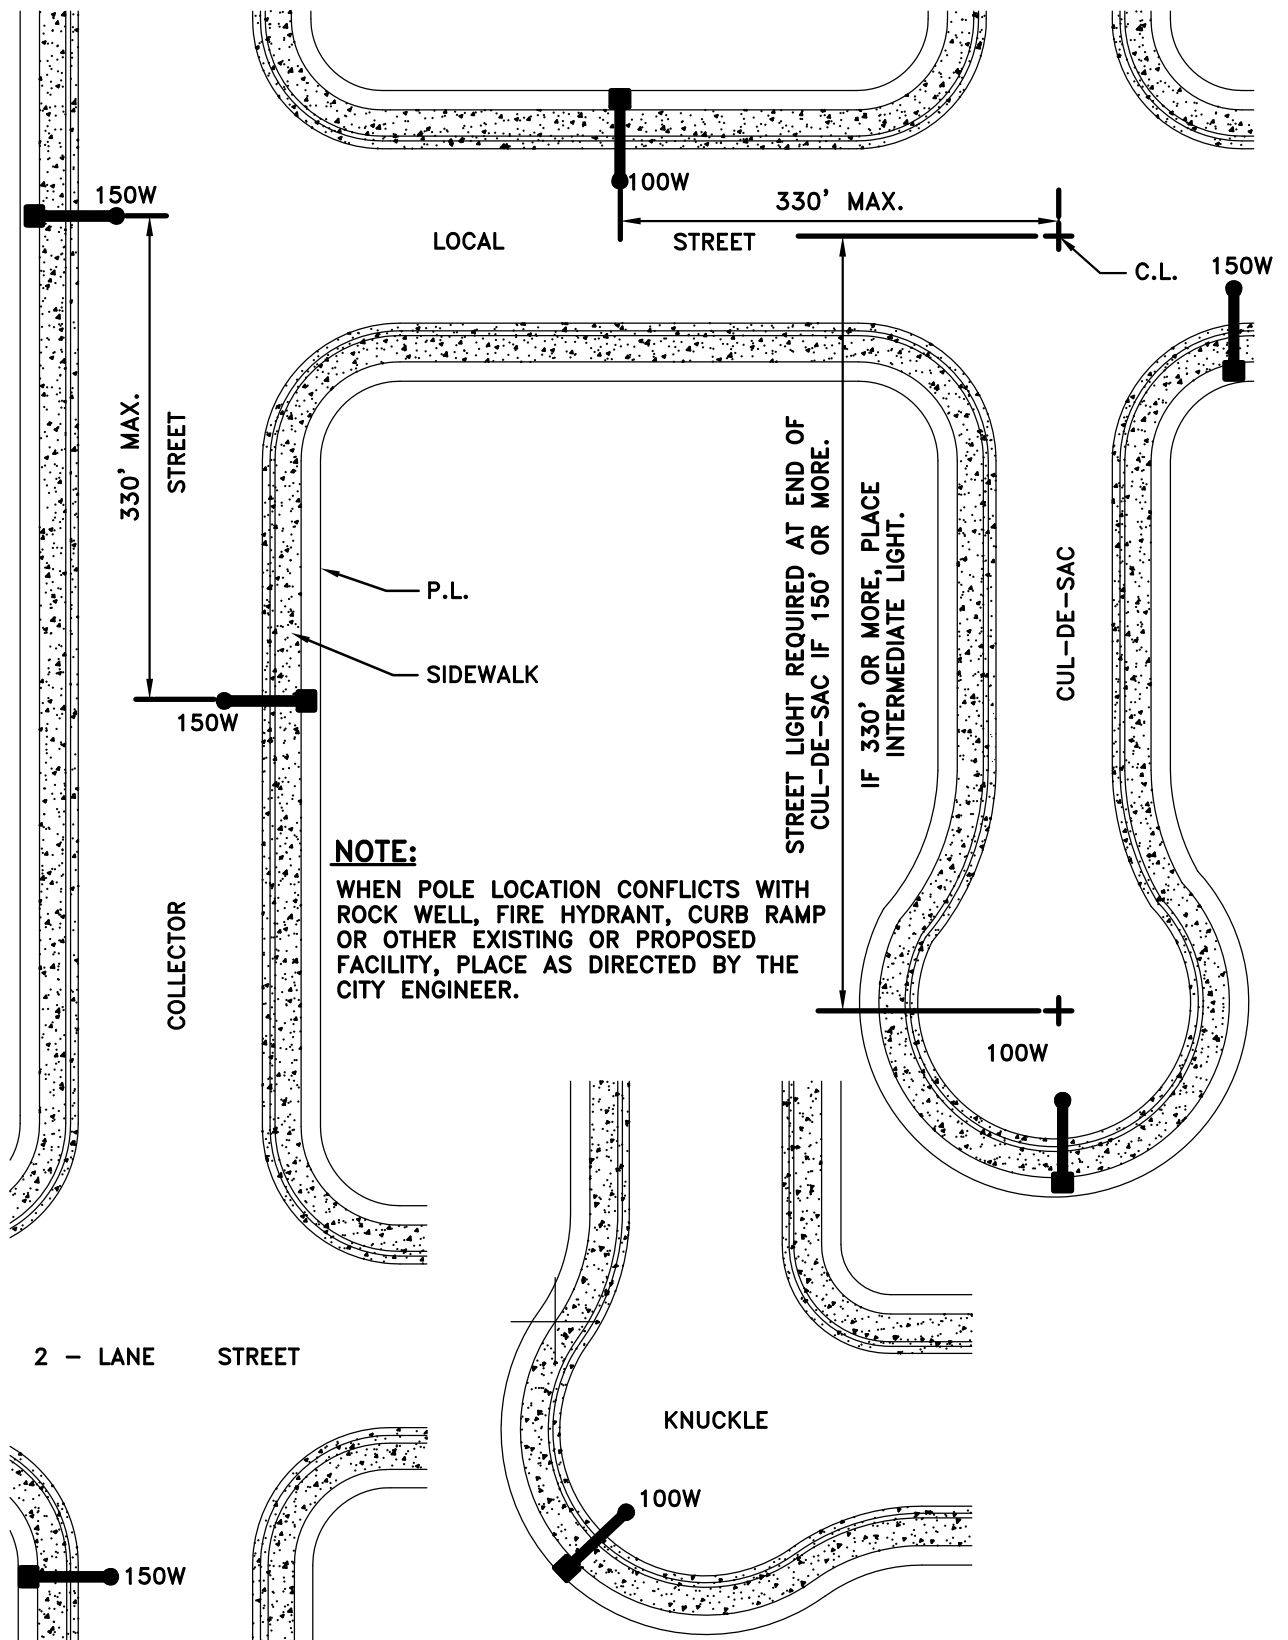 150W
100W
330' MAX.
LOCAL STREET
C.L.
150W
330' MAX.
STREET
P.L.
SIDEWALK
150W
STREET LIGHT REQUIRED AT END OF
CUL-DE-SAC IF 150' OR MORE.
IF 330' OR MORE, PLACE
INTERMEDIATE LIGHT.
CUL-DE-SAC
NOTE:
WHEN POLE LOCATION CONFLICTS WITH
ROCK WELL, FIRE HYDRANT, CURB RAMP
OR OTHER EXISTING OR PROPOSED
FACILITY, PLACE AS DIRECTED BY THE
CITY ENGINEER.
COLLECTOR
100W
2 - LANE STREET
KNUCKLE
100W
150W